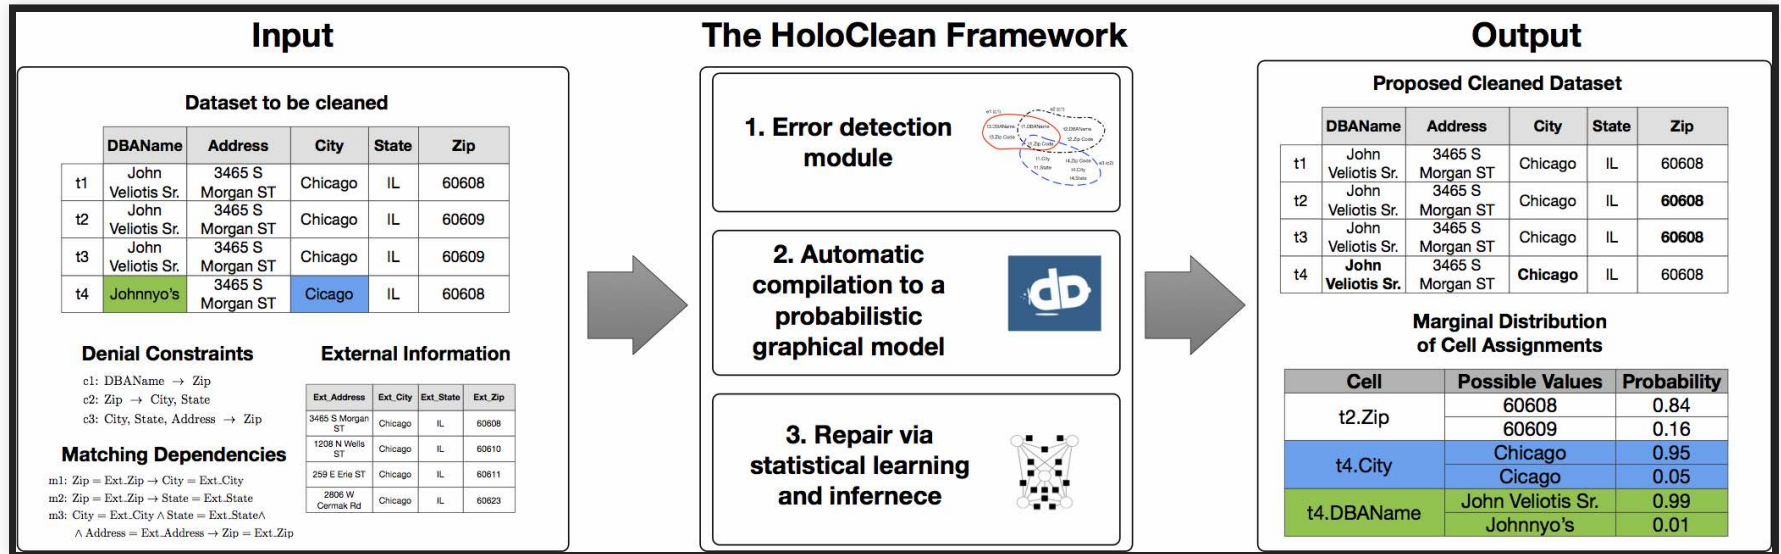 Input
The HoloClean Framework
Output
Dataset to be cleaned
DBAName Address City State Zip
t1 John Veliotis Sr. 3465 S Morgan ST Chicago IL 60608
t2 John Veliotis Sr. 3465 S Morgan ST Chicago IL 60609
t3 John Veliotis Sr. 3465 S Morgan ST Chicago IL 60609
t4 Johnnyo's 3465 S Morgan ST Cicago IL 60608
Denial Constraints
c1: DBAName → Zip
c2: Zip → City, State
c3: City, State, Address → Zip
Matching Dependencies
m1: Zip = Ext_Zip → City = Ext_City
m2: Zip = Ext_Zip → State = Ext_State
m3: City = Ext_City ∧ State = Ext_State∧
∧ Address = Ext_Address → Zip = Ext_Zip
External Information
Ext_Address Ext_City Ext_State Ext_Zip
3465 S Morgan ST Chicago IL 60608
1208 N Wells ST Chicago IL 60610
259 E Erie ST Chicago IL 60611
2806 W Cermak Rd Chicago IL 60623
1. Error detection
module
2. Automatic
compilation to a
probabilistic
graphical model
dD
3. Repair via
statistical learning
and infernece
Proposed Cleaned Dataset
DBAName Address City State Zip
t1 John Veliotis Sr. 3465 S Morgan ST Chicago IL 60608
t2 John Veliotis Sr. 3465 S Morgan ST Chicago IL 60608
t3 John Veliotis Sr. 3465 S Morgan ST Chicago IL 60608
t4 John Veliotis Sr. 3465 S Morgan ST Chicago IL 60608
Marginal Distribution
of Cell Assignments
Cell Possible Values Probability
t2.Zip 60608 0.84
60609 0.16
t4.City Chicago 0.95
Cicago 0.05
t4.DBAName John Veliotis Sr. 0.99
Johnnyo's 0.01